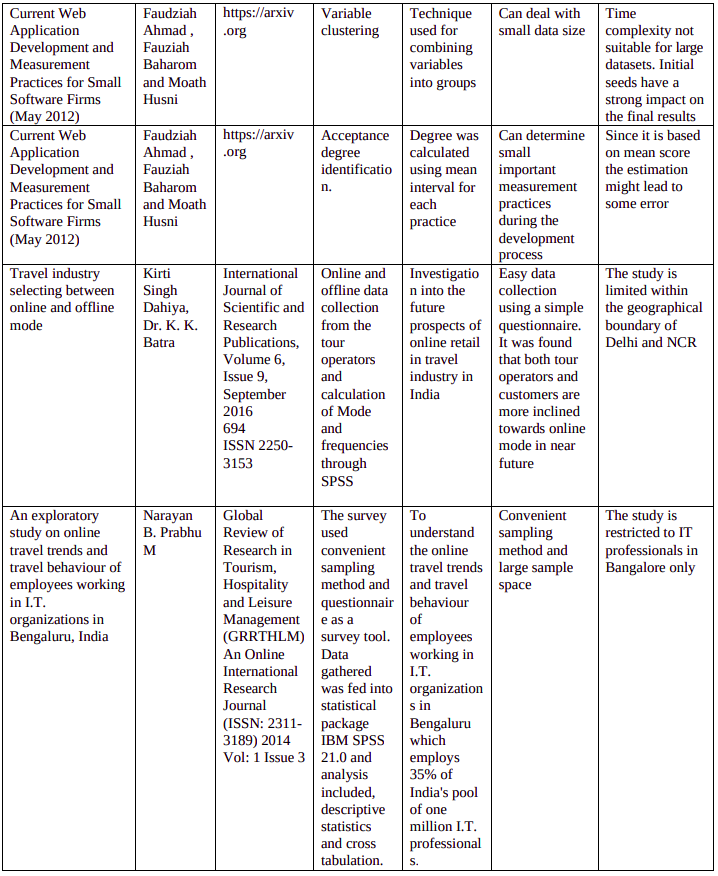 Current Web
Application
Development and
Measurement
Practices for Small
Software Firms
(May 2012)
Faudziah
Ahmad ,
Fauziah
Baharom
and Moath
Husni
https://arxiv
.org
Variable
clustering
Technique
used for
combining
variables
into groups
Can deal with
small data size
Time
complexity not
suitable for large
datasets. Initial
seeds have a
strong impact on
the final results
Current Web
Application
Development and
Measurement
Practices for Small
Software Firms
(May 2012)
Faudziah
Ahmad ,
Fauziah
Baharom
and Moath
Husni
https://arxiv
.org
Acceptance
degree
identificatio
n.
Degree was
calculated
using mean
interval for
each
practice
Can determine
small
important
measurement
practices
during the
development
process
Since it is based
on mean score
the estimation
might lead to
some error
Travel industry
selecting between
online and offline
mode
Kirti
Singh
Dahiya,
Dr. K. K.
Batra
International
Journal of
Scientific and
Research
Publications,
Volume 6,
Issue 9,
September
2016
694
ISSN 2250-
3153
Online and
offline data
collection
from the
tour
operators
and
calculation
of Mode
and
frequencies
through
SPSS
Investigatio
n into the
future
prospects of
online retail
in travel
industry in
India
Easy data
collection
using a simple
questionnaire.
It was found
that both tour
operators and
customers are
more inclined
towards online
mode in near
future
The study is
limited within
the geographical
boundary of
Delhi and NCR
An exploratory
study on online
travel trends and
travel behaviour of
employees working
in I.T.
organizations in
Bengaluru, India
Narayan
B. Prabhu
M
Global
Review of
Research in
Tourism,
Hospitality
and Leisure
Management
(GRRTHLM)
An Online
International
Research
Journal
(ISSN: 2311-
3189) 2014
Vol: 1 Issue 3
The survey
used
convenient
sampling
method and
questionnair
e as a
survey tool.
Data
gathered
was fed into
statistical
package
IBM SPSS
21.0 and
analysis
included,
descriptive
statistics
and cross
tabulation.
To
understand
the online
travel trends
and travel
behaviour
of
employees
working in
I.T.
organization
s in
Bengaluru
which
employs
35% of
India's pool
of one
million I.T.
professional
s.
Convenient
sampling
method and
large sample
space
The study is
restricted to IT
professionals in
Bangalore only